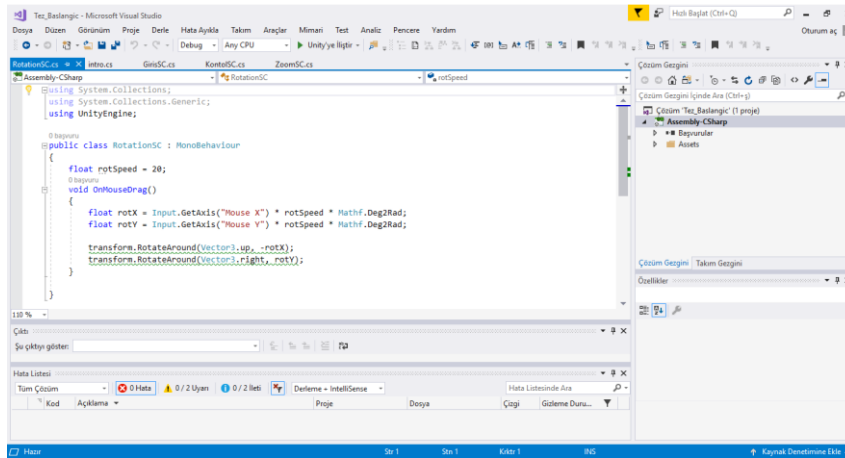 Tez_Baslangic - Microsoft Visual Studio
Hızlı Başlat (Ctrl+Q)
Dosya Düzen Görünüm Proje Derle Hata Ayıkla Takım Araçlar Mimari Test Analiz Pencere Yardım
Oturum aç
Debug Any CPU Unity'ye İliştir
RotationSC.cs intro.cs GirisSC.cs KontolSC.cs ZoomSC.cs
Assembly-CSharp RotationSC rotSpeed
using System.Collections;
using System.Collections.Generic;
using UnityEngine;
0 başvuru
public class RotationSC : MonoBehaviour
{
float rotSpeed = 20;
0 başvuru
void OnMouseDrag()
{
float rotX = Input.GetAxis("Mouse X") * rotSpeed * Mathf.Deg2Rad;
float rotY = Input.GetAxis("Mouse Y") * rotSpeed * Mathf.Deg2Rad;
transform.RotateAround(Vector3.up, -rotX);
transform.RotateAround(Vector3.right, rotY);
}
}
110 %
Çözüm Gezgini
Çözüm Gezgini İçinde Ara (Ctrl+ş)
Çözüm 'Tez_Baslangic' (1 proje)
Assembly-CSharp
Başvurular
Assets
Çözüm Gezgini Takım Gezgini
Özellikler
Çıktı
Şu çıktıyı göster:
Hata Listesi
Tüm Çözüm 0 Hata 0 / 2 Uyarı 0 / 2 İleti Derleme + IntelliSense Hata Listesinde Ara
Kod Açıklama Proje Dosya Çizgi Gizleme Duru...
Hazır Str 1 Stn 1 Krktr 1 INS Kaynak Denetimine Ekle